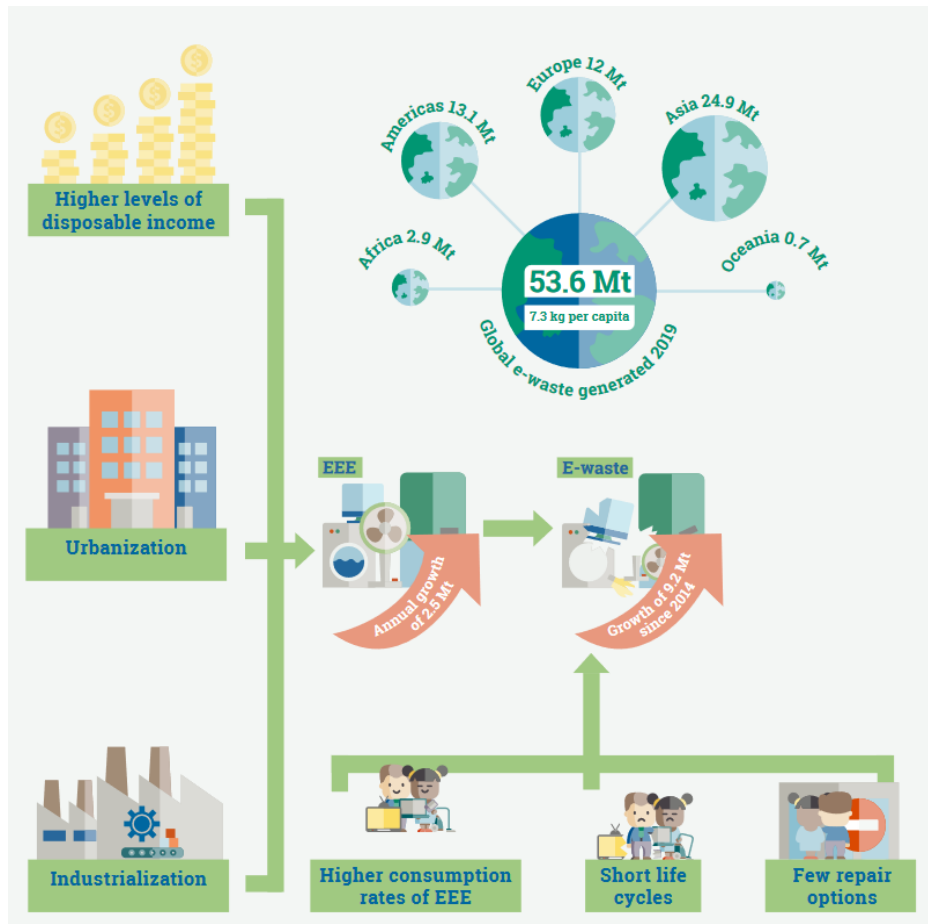 Higher levels of
disposable income
Urbanization
Industrialization
Americas 13.1 Mt
Europe 12 Mt
Asia 24.9 Mt
Africa 2.9 Mt
Oceania 0.7 Mt
53.6 Mt
7.3 kg per capita
Global e-waste generated 2019
EEE
Annual growth
of 2.5 Mt
E-waste
Growth of 9.2 Mt
since 2014
Higher consumption
rates of EEE
Short life
cycles
Few repair
options